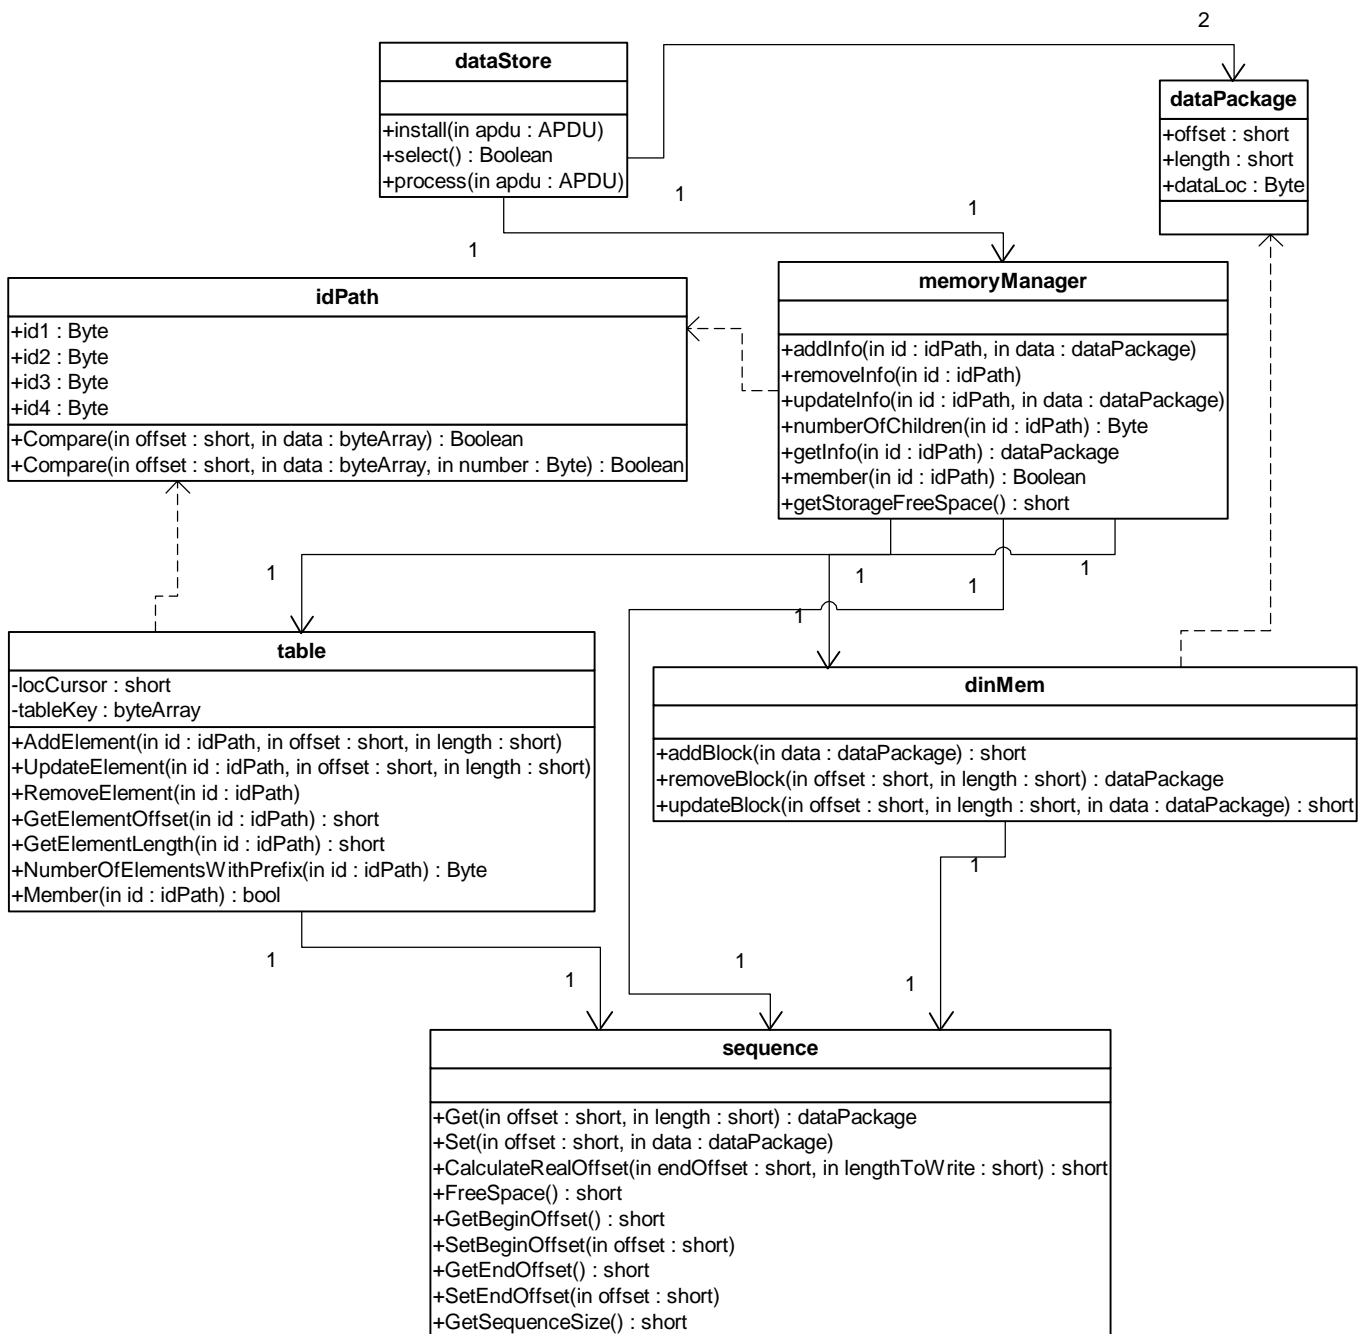 2
dataStore
+install(in apdu : APDU)
+select() : Boolean
+process(in apdu : APDU)
dataPackage
+offset : short
+length : short
+dataLoc : Byte
1
1
1
idPath
+id1 : Byte
+id2 : Byte
+id3 : Byte
+id4 : Byte
+Compare(in offset : short, in data : byteArray) : Boolean
+Compare(in offset : short, in data : byteArray, in number : Byte) : Boolean
memoryManager
+addInfo(in id : idPath, in data : dataPackage)
+removeInfo(in id : idPath)
+updateInfo(in id : idPath, in data : dataPackage)
+numberOfChildren(in id : idPath) : Byte
+getInfo(in id : idPath) : dataPackage
+member(in id : idPath) : Boolean
+getStorageFreeSpace() : short
1
1
1
1
1
table
-locCursor : short
-tableKey : byteArray
+AddElement(in id : idPath, in offset : short, in length : short)
+UpdateElement(in id : idPath, in offset : short, in length : short)
+RemoveElement(in id : idPath)
+GetElementOffset(in id : idPath) : short
+GetElementLength(in id : idPath) : short
+NumberOfElementsWithPrefix(in id : idPath) : Byte
+Member(in id : idPath) : bool
dinMem
+addBlock(in data : dataPackage) : short
+removeBlock(in offset : short, in length : short) : dataPackage
+updateBlock(in offset : short, in length : short, in data : dataPackage) : short
1
1
1
1
1
sequence
+Get(in offset : short, in length : short) : dataPackage
+Set(in offset : short, in data : dataPackage)
+CalculateRealOffset(in endOffset : short, in lengthToWrite : short) : short
+FreeSpace() : short
+GetBeginOffset() : short
+SetBeginOffset(in offset : short)
+GetEndOffset() : short
+SetEndOffset(in offset : short)
+GetSequenceSize() : short